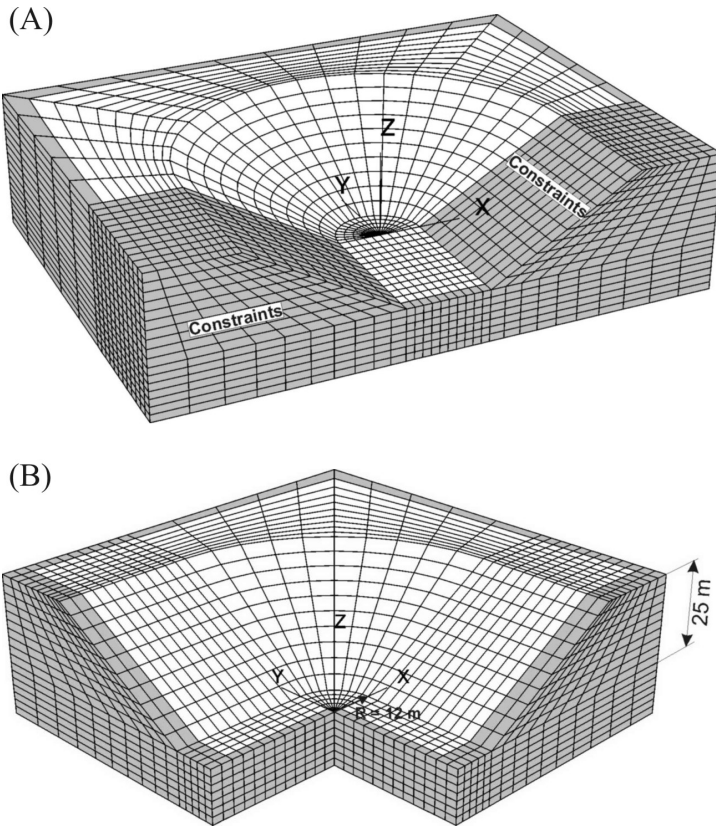 (A)
Z
Constraints
Y
X
Constraints
(B)
25 m
Z
Y
X
R = 12 m